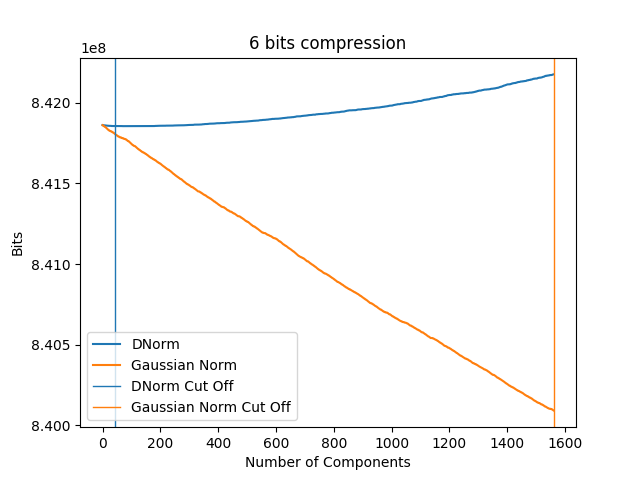 6 bits compression
1e8
8.420
8.415
8.410
8.405
8.400
Bits
DNorm
Gaussian Norm
DNorm Cut Off
Gaussian Norm Cut Off
0 200 400 600 800 1000 1200 1400 1600
Number of Components